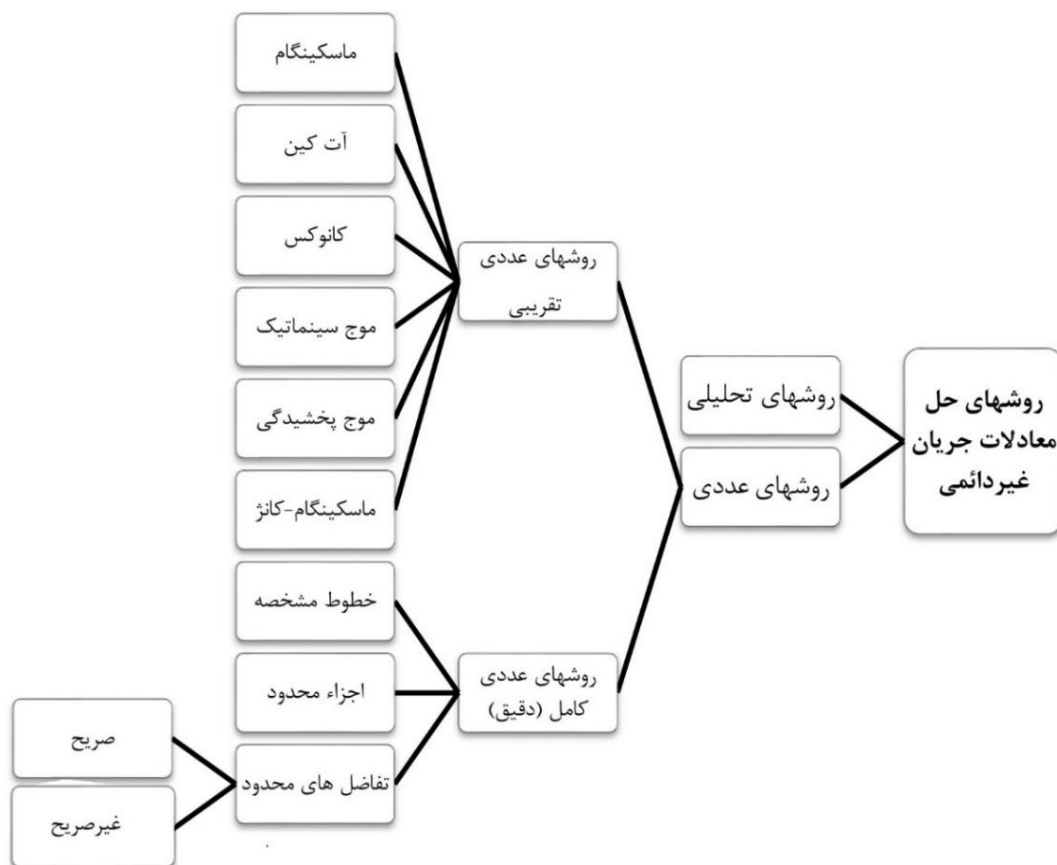 روشهای حل
معادلات جریان
غیردائمی
روشهای تحلیلی
روشهای عددی
روشهای عددی
تقریبی
ماسکینگام
آت کین
کانوکس
موج سینماتیک
موج پخشیدگی
ماسکینگام-کانژ
روشهای عددی
کامل (دقیق)
خطوط مشخصه
اجزاء محدود
تفاضل های محدود
صریح
غیرصریح